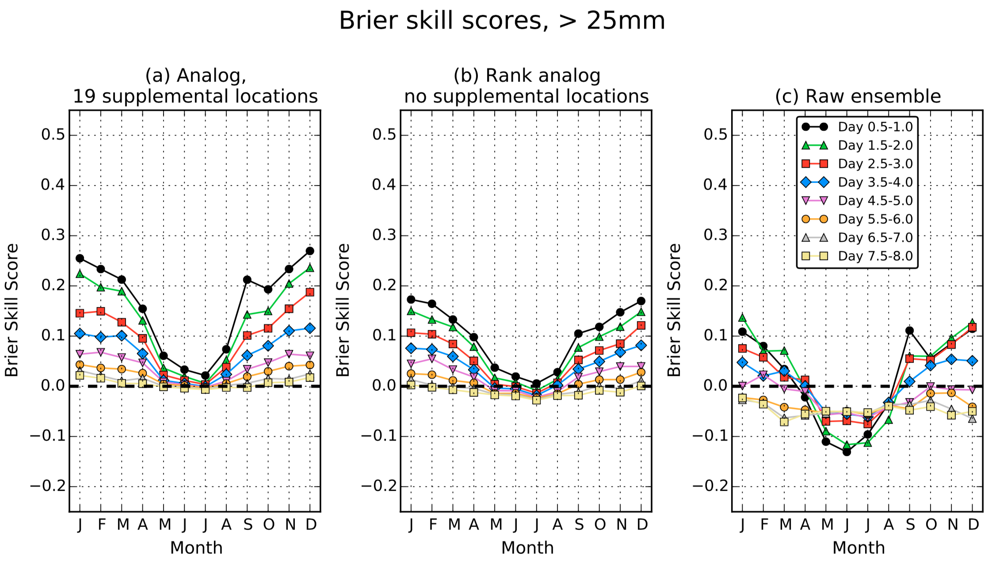 Brier skill scores, > 25mm
(a) Analog,
19 supplemental locations
Brier Skill Score
0.5
0.4
0.3
0.2
0.1
0.0
−0.1
−0.2
J F M A M J J A S O N D
Month
(b) Rank analog
no supplemental locations
Brier Skill Score
0.5
0.4
0.3
0.2
0.1
0.0
−0.1
−0.2
J F M A M J J A S O N D
Month
(c) Raw ensemble
Brier Skill Score
0.5
0.4
0.3
0.2
0.1
0.0
−0.1
−0.2
Day 0.5-1.0
Day 1.5-2.0
Day 2.5-3.0
Day 3.5-4.0
Day 4.5-5.0
Day 5.5-6.0
Day 6.5-7.0
Day 7.5-8.0
J F M A M J J A S O N D
Month